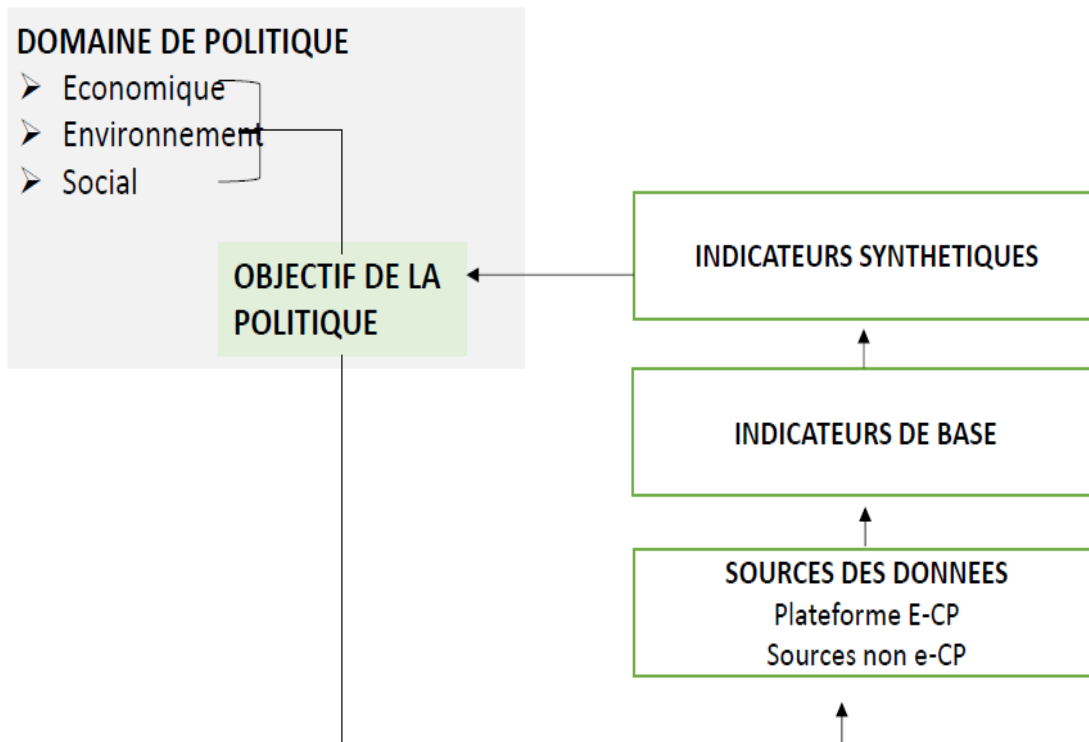 DOMAINE DE POLITIQUE
➢ Economique
➢ Environnement
➢ Social
OBJECTIF DE LA
POLITIQUE
INDICATEURS SYNTHETIQUES
INDICATEURS DE BASE
SOURCES DES DONNEES
Plateforme E-CP
Sources non e-CP